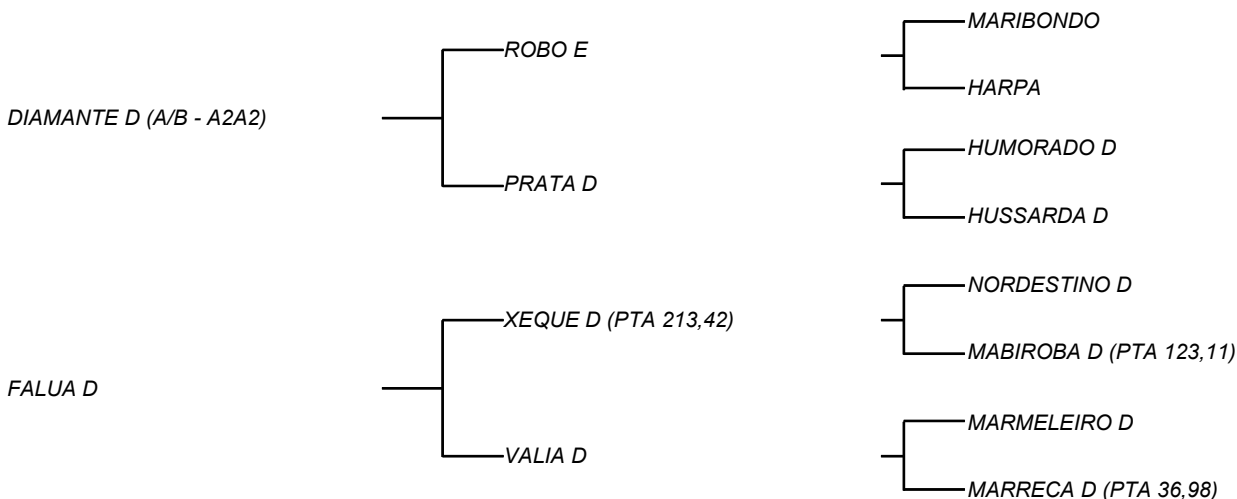 MARIBONDO
ROBO E
HARPA
DIAMANTE D (A/B - A2A2)
HUMORADO D
PRATA D
HUSSARDA D
NORDESTINO D
XEQUE D (PTA 213,42)
MABIROBA D (PTA 123,11)
FALUA D
MARMELEIRO D
VALIA D
MARRECA D (PTA 36,98)